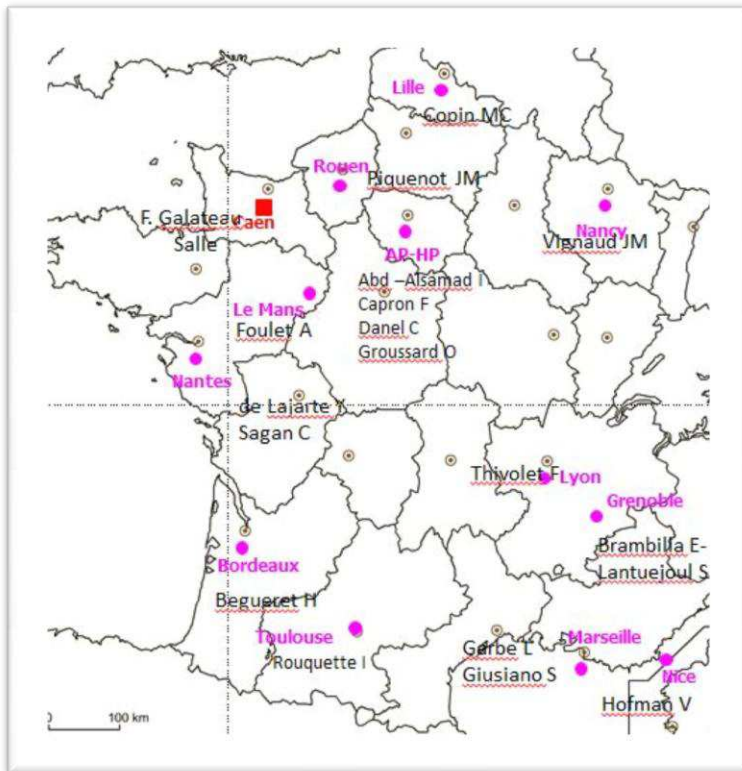 Lille
Copin MC
Rouen
Piquenot JM
F. Galateau-
Salle
Caen
AP-HP
Nancy
Vignaud JM
Abd –Alsamad I
Capron F
Danel C
Groussard O
Le Mans
Foulet A
Nantes
de Lajarte Y
Sagan C
Thivolet F
Lyon
Grenoble
Brambilla E-
Lantuejoul S
Bordeaux
Begueret H
Toulouse
Rouquette I
Marseille
Garbe L
Giusiano S
Nice
Hofman V
0 100 km